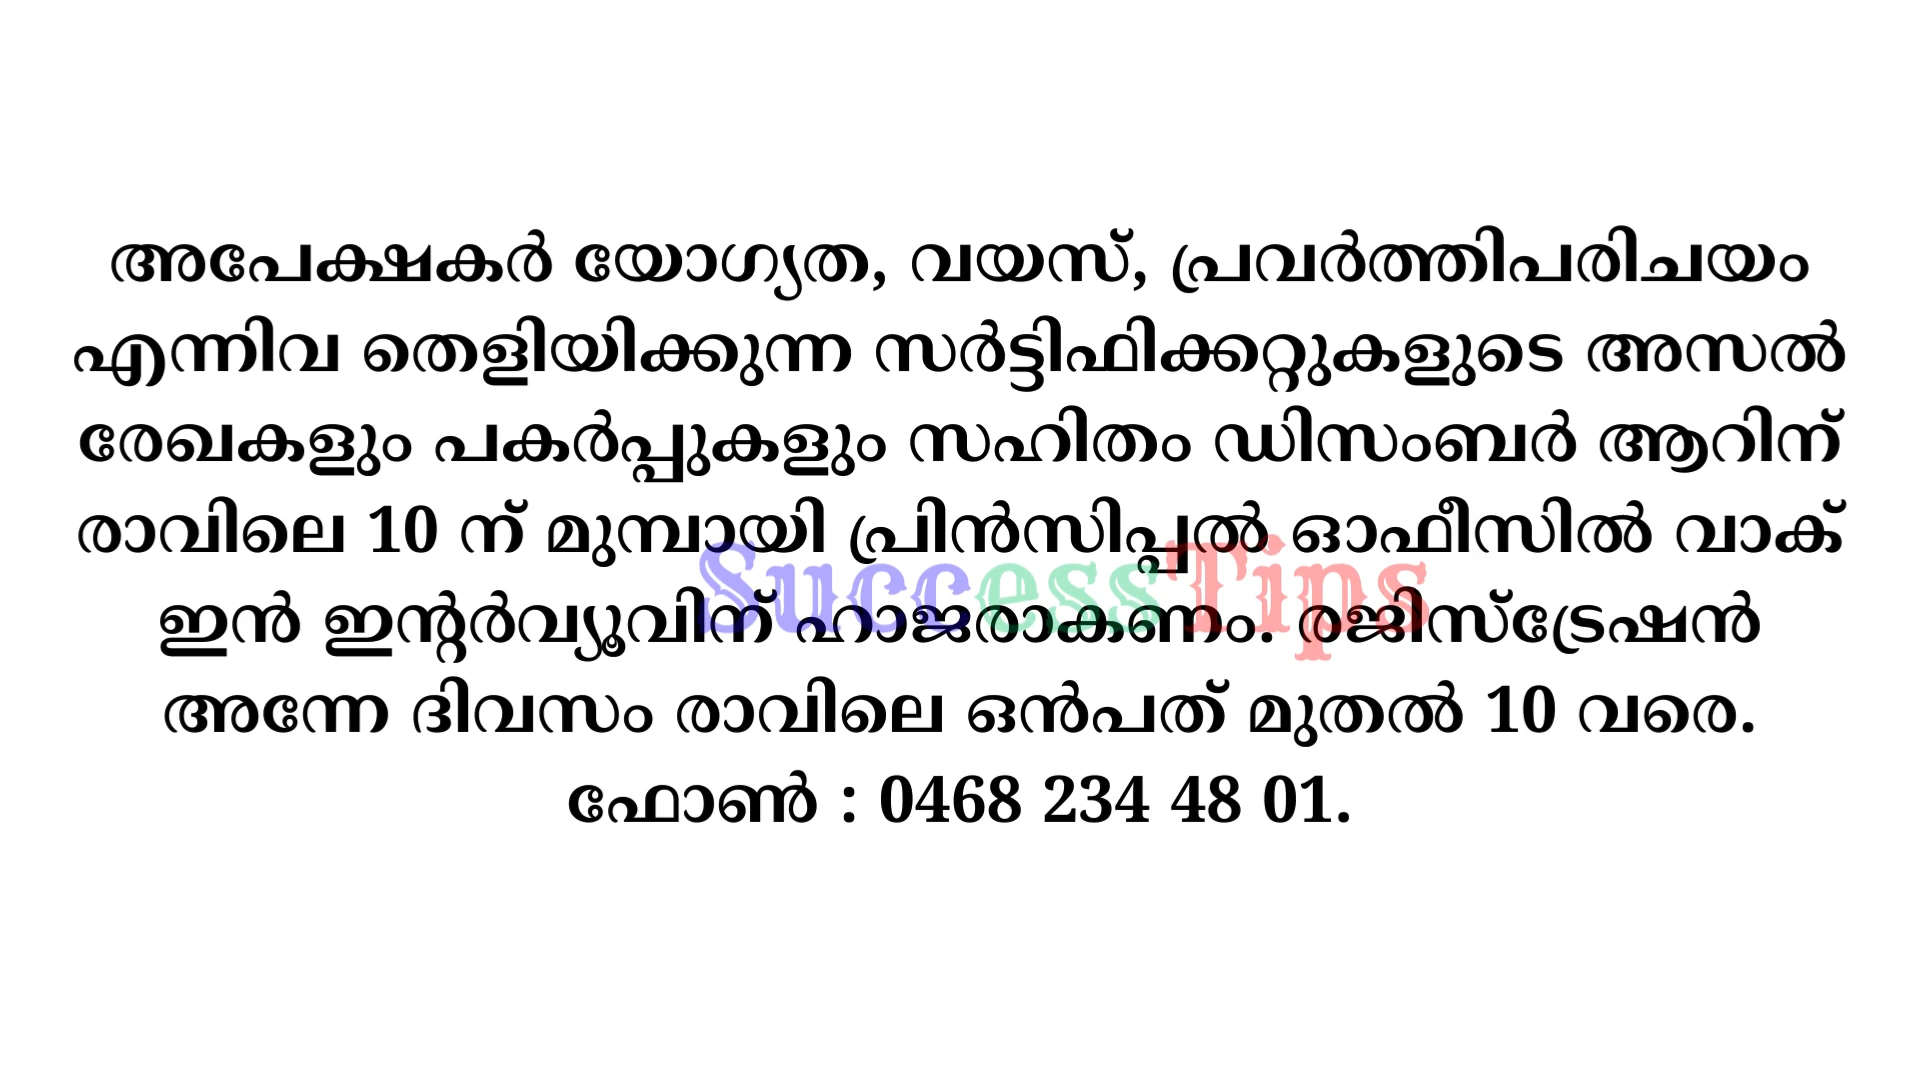 അപേക്ഷകർ യോഗ്യത, വയസ്, പ്രവർത്തിപരിചയം
എന്നിവ തെളിയിക്കുന്ന സർട്ടിഫിക്കറ്റുകളുടെ അസൽ
രേഖകളും പകർപ്പുകളും സഹിതം ഡിസംബർ ആറിന്
രാവിലെ 10 ന് മുമ്പായി പ്രിൻസിപ്പൽ ഓഫീസിൽ വാക്
SuccessTips
ഇൻ ഇന്റർവ്യൂവിന് ഹാജരാകണം. രജിസ്ട്രേഷൻ
അന്നേ ദിവസം രാവിലെ ഒൻപത് മുതൽ 10 വരെ.
ഫോൺ : 0468 234 48 01.